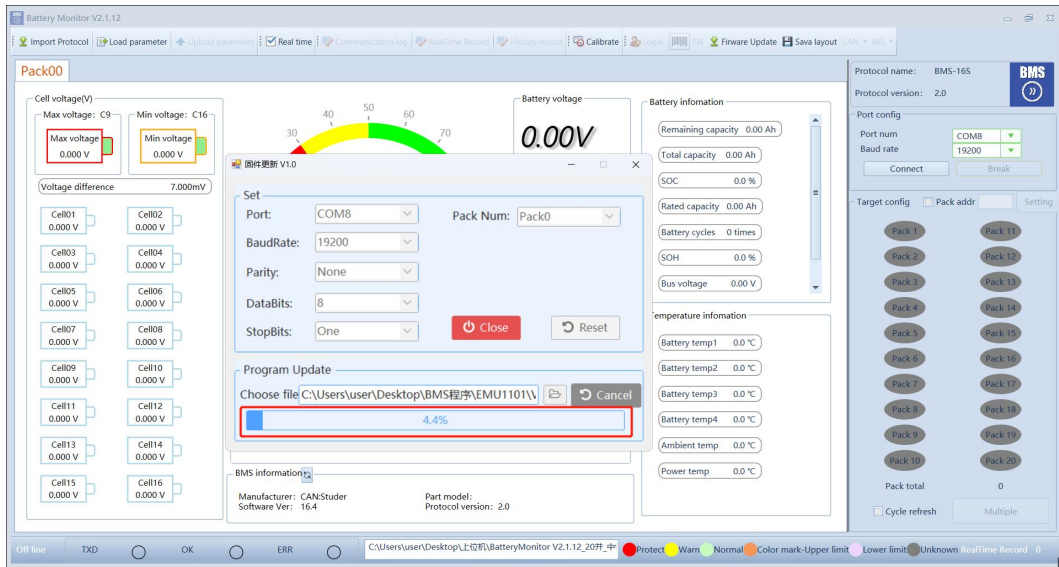 Battery Monitor V2.1.12
Import Protocol Load parameter Upload parameter Real time Communication log RealTime Record History record Calibrate Login SN Firware Update Sava layout CAN 485
Pack00
Protocol name: BMS-16S
Protocol version: 2.0
BMS
Cell voltage(V)
Max voltage: C9
Min voltage: C16
Max voltage
0.000 V
Min voltage
0.000 V
Voltage difference 7.000mV
Cell01
0.000 V
Cell02
0.000 V
Cell03
0.000 V
Cell04
0.000 V
Cell05
0.000 V
Cell06
0.000 V
Cell07
0.000 V
Cell08
0.000 V
Cell09
0.000 V
Cell10
0.000 V
Cell11
0.000 V
Cell12
0.000 V
Cell13
0.000 V
Cell14
0.000 V
Cell15
0.000 V
Cell16
0.000 V
30 40 50 60 70
Battery voltage
0.00V
固件更新 V1.0
Set
Port: COM8
Pack Num: Pack0
BaudRate: 19200
Parity: None
DataBits: 8
StopBits: One
Close
Reset
Program Update
Choose file C:\Users\user\Desktop\BMS程序\EMU1101\\
Cancel
4.4%
BMS information
Manufacturer: CAN:Studer
Part model:
Software Ver: 16.4
Protocol version: 2.0
Battery infomation
Remaining capacity 0.00 Ah
Total capacity 0.00 Ah
SOC 0.0 %
Rated capacity 0.00 Ah
Battery cycles 0 times
SOH 0.0 %
Bus voltage 0.00 V
emperature infomation
Battery temp1 0.0 ℃
Battery temp2 0.0 ℃
Battery temp3 0.0 ℃
Battery temp4 0.0 ℃
Ambient temp 0.0 ℃
Power temp 0.0 ℃
Port config
Port num COM8
Baud rate 19200
Connect
Break
Target config Pack addr Setting
Pack 1 Pack 11
Pack 2 Pack 12
Pack 3 Pack 13
Pack 4 Pack 14
Pack 5 Pack 15
Pack 6 Pack 16
Pack 7 Pack 17
Pack 8 Pack 18
Pack 9 Pack 19
Pack 10 Pack 20
Pack total 0
Cycle refresh
Multiple
Off line TXD OK ERR C:\Users\user\Desktop\上位机\BatteryMonitor V2.1.12_20并_中 Protect Warn Normal Color mark-Upper limit Lower limit Unknown RealTime Record 0